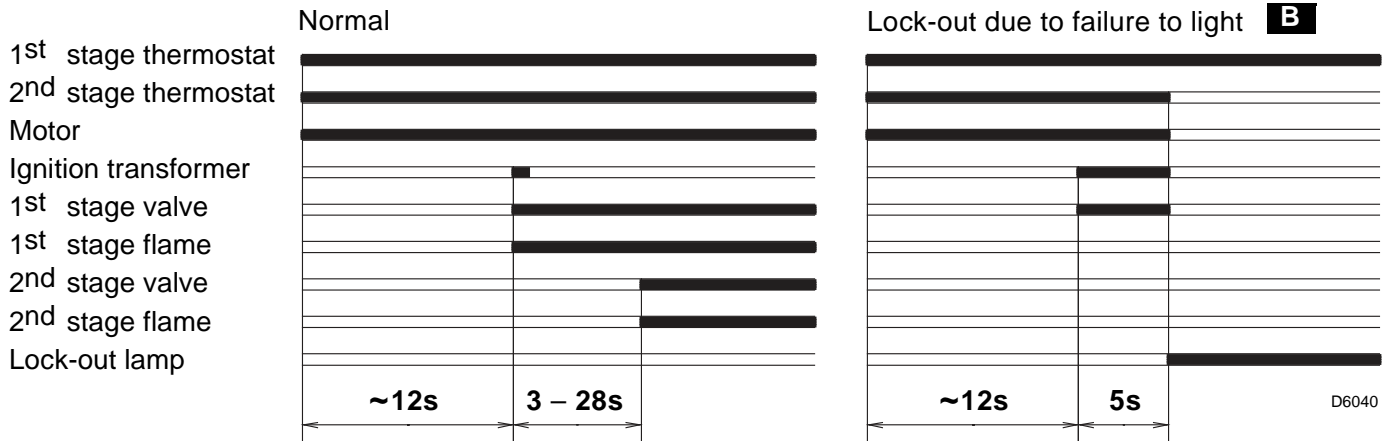 Normal
Lock-out due to failure to light B
1st stage thermostat
2nd stage thermostat
Motor
Ignition transformer
1st stage valve
1st stage flame
2nd stage valve
2nd stage flame
Lock-out lamp
~12s 3 – 28s ~12s 5s D6040